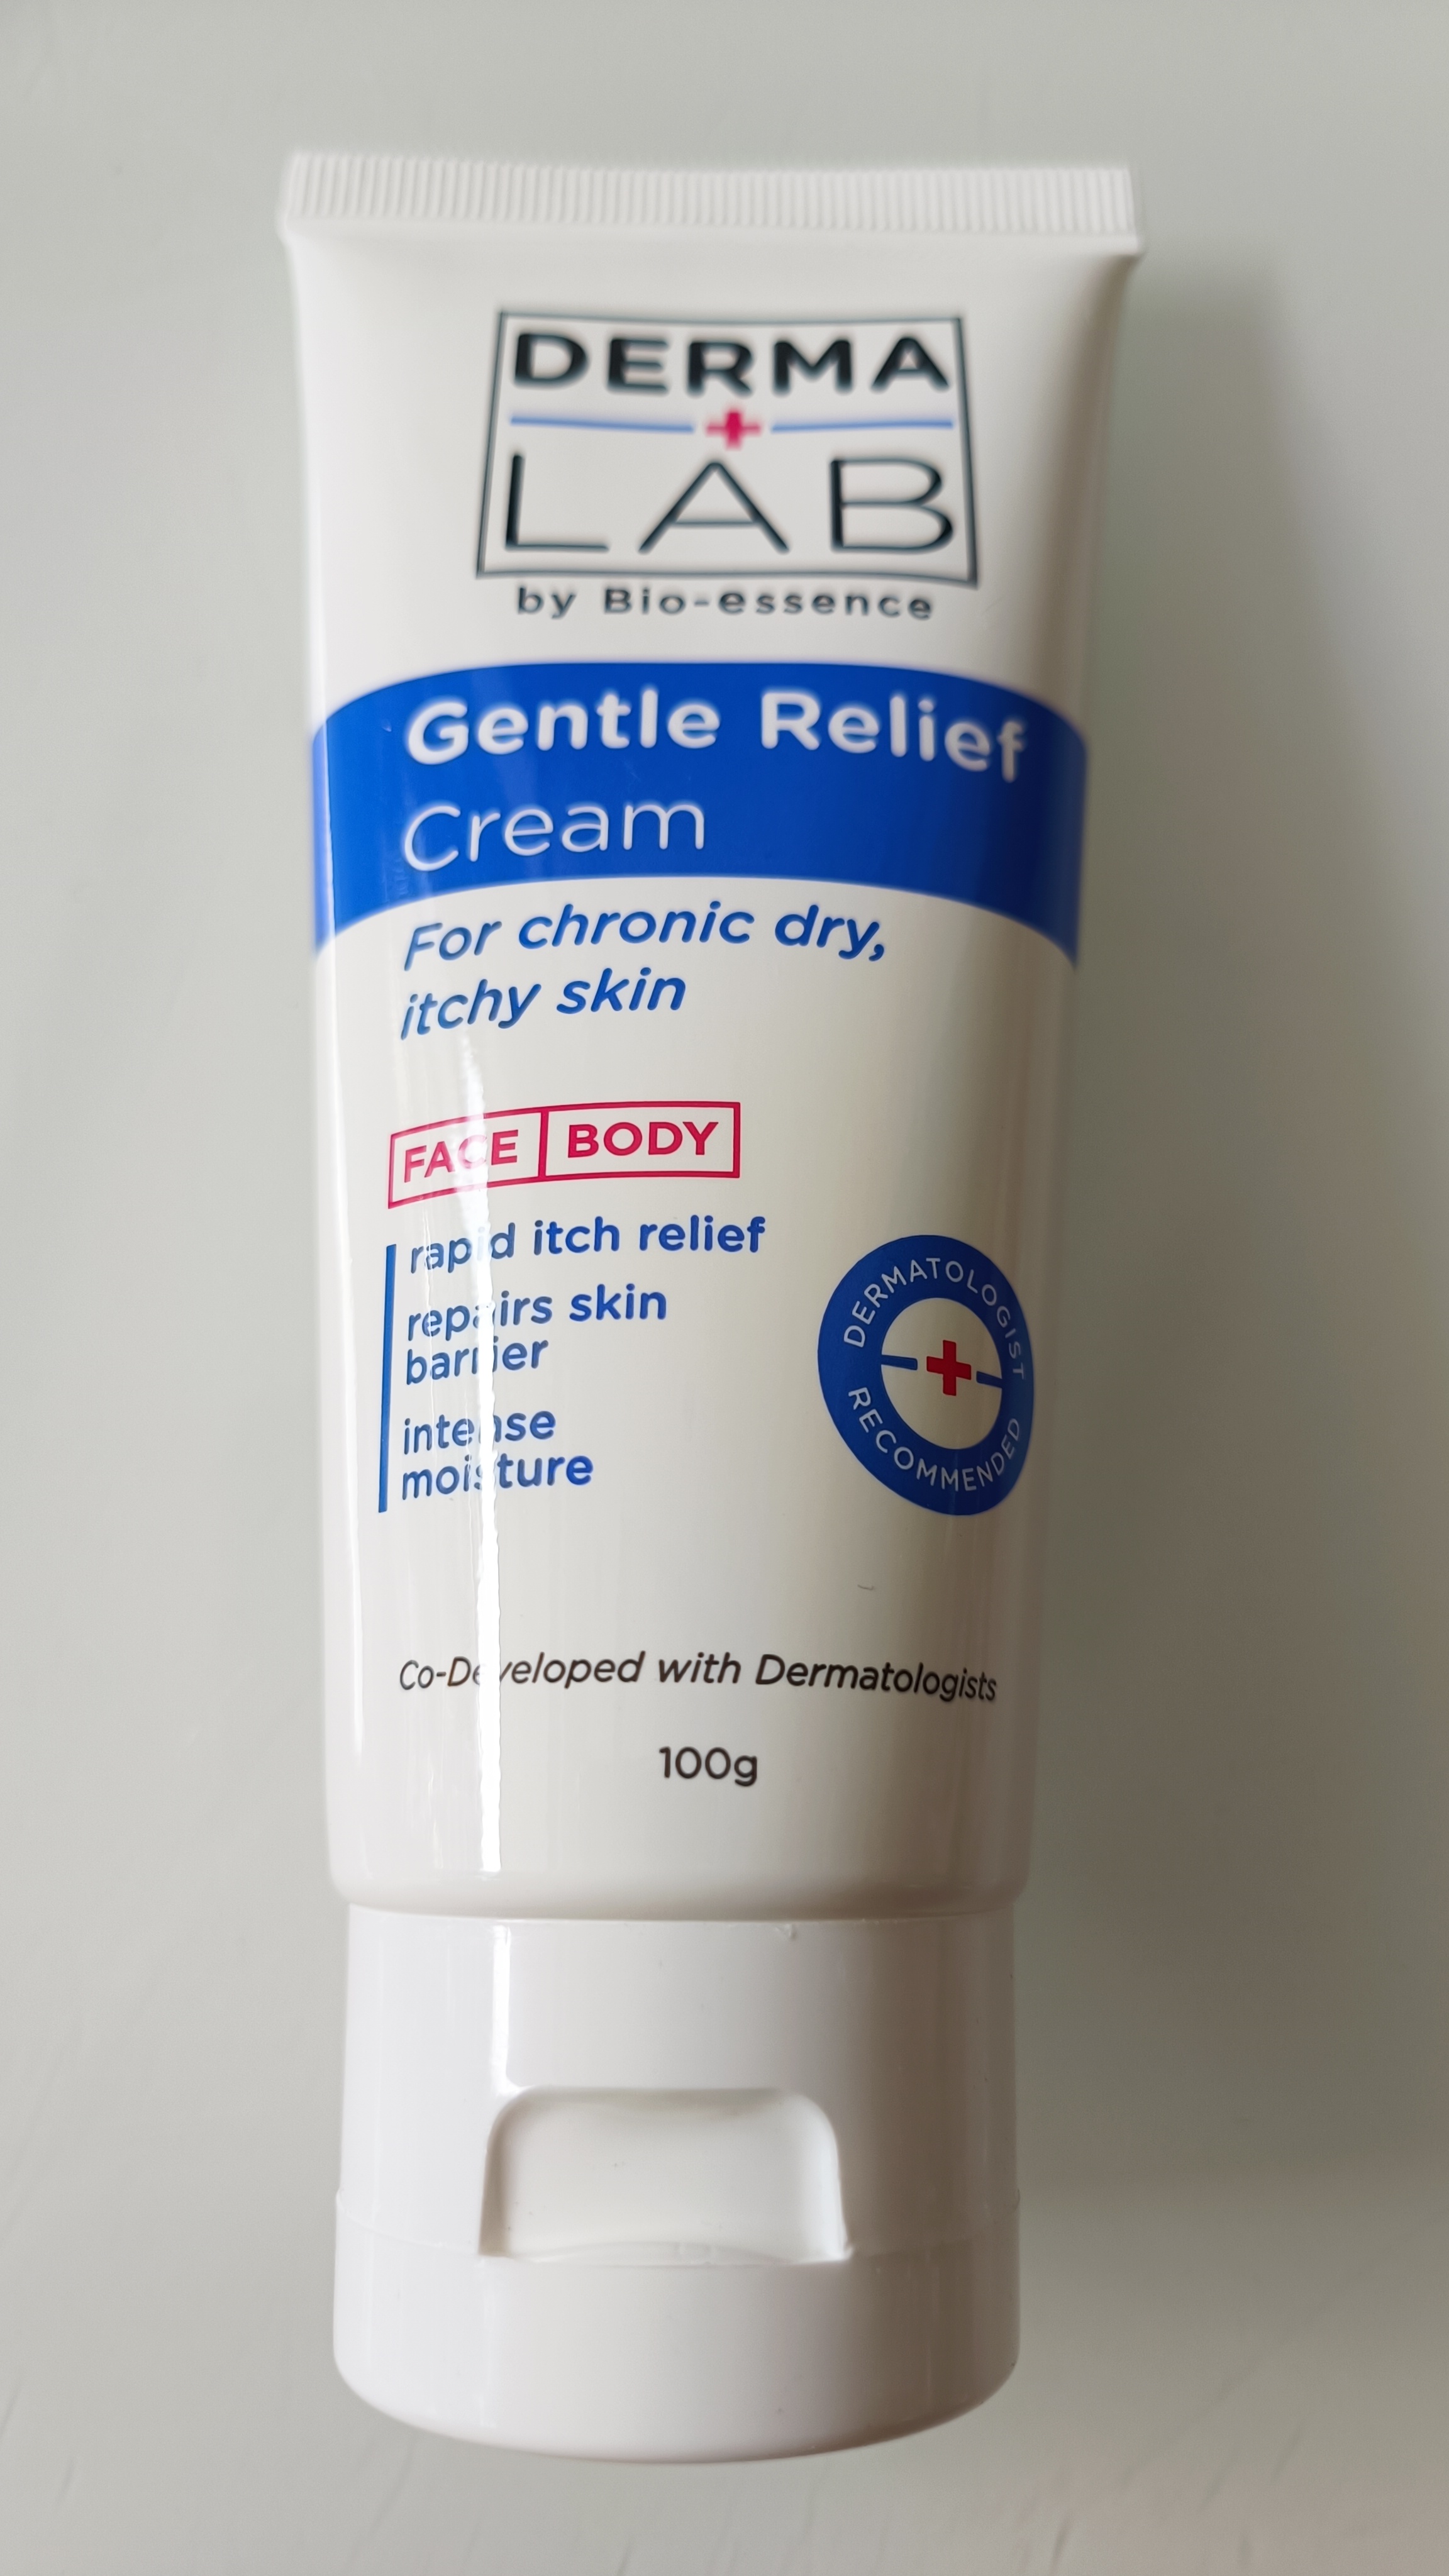 DERMA
LAB
by Bio-essence
Gentle Relief
Cream
For chronic dry,
itchy skin
FACE BODY
rapid itch relief
repairs skin
barrier
intense
moisture
DERMATOLOGIST
RECOMMENDED
Co-Developed with Dermatologists
100g